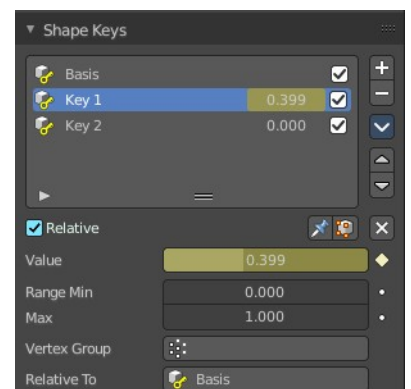 Shape Keys
Basis
Key 1 0.399
Key 2 0.000
Relative
Value 0.399
Range Min 0.000
Max 1.000
Vertex Group
Relative To Basis